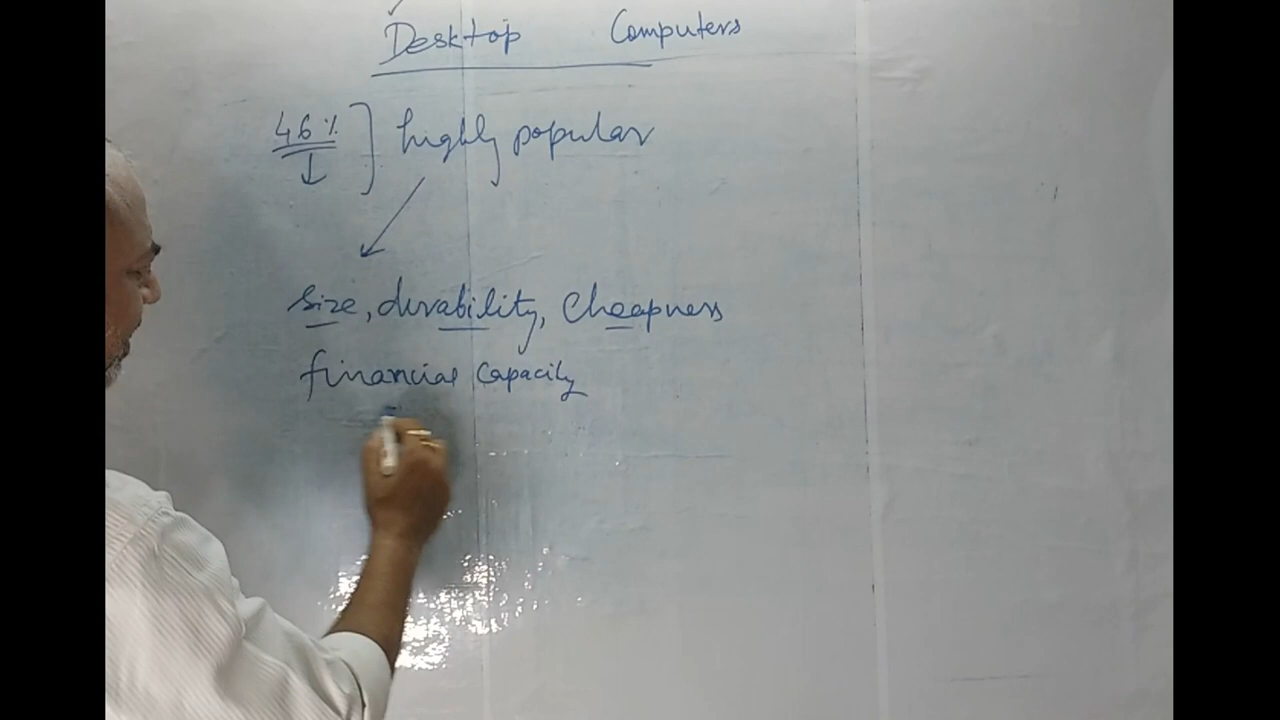 Desktop Computers
46% ] highly popular
size, durability, Cheapness
financial capacity